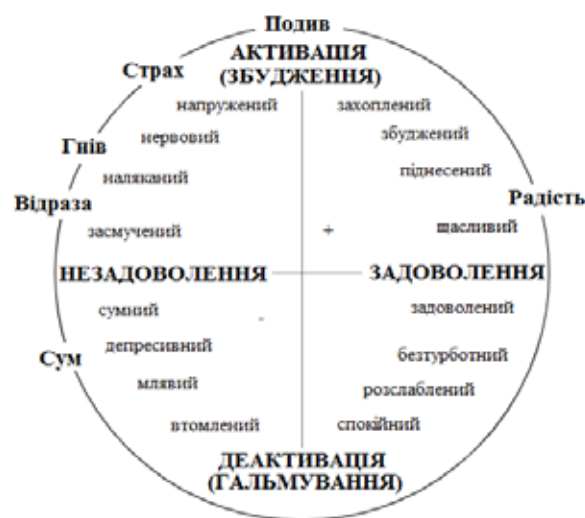 Подив
АКТИВАЦІЯ
(ЗБУДЖЕННЯ)
Страх
напружений
захоплений
нервовий
збуджений
Гнів
наляканий
піднесений
Відраза
Радість
засмучений
+
щасливий
НЕЗАДОВОЛЕННЯ
ЗАДОВОЛЕННЯ
сумний
задоволений
-
Сум
депресивний
безтурботний
млявий
розслаблений
втомлений
спокійний
ДЕАКТИВАЦІЯ
(ГАЛЬМУВАННЯ)